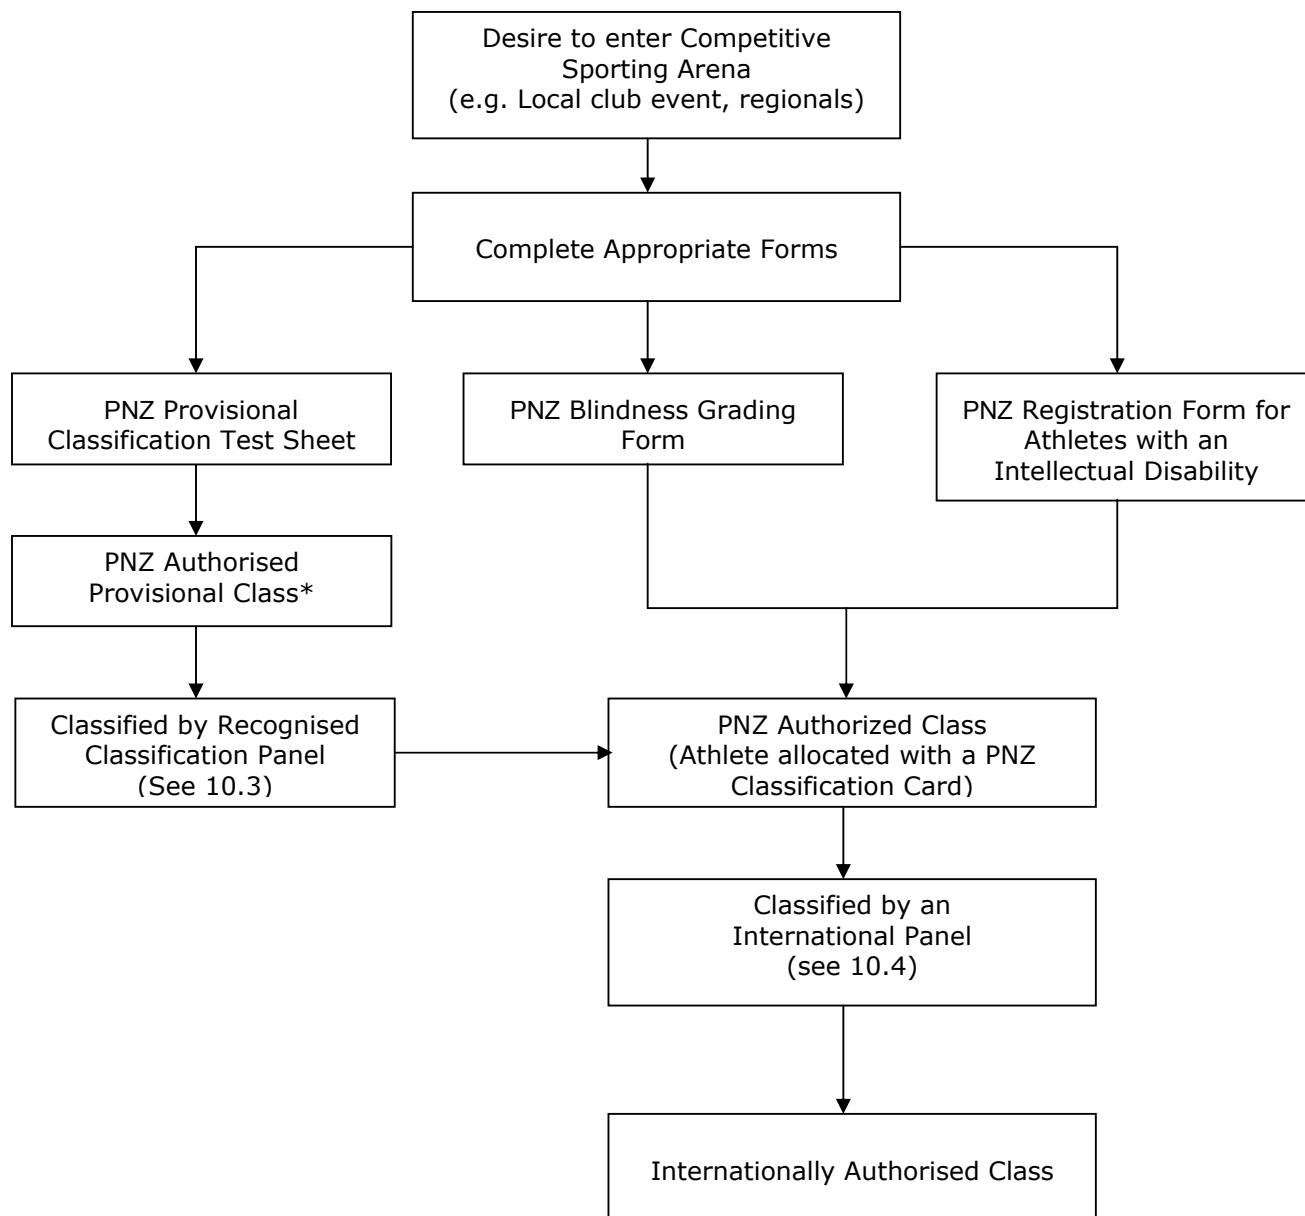 Desire to enter Competitive
Sporting Arena
(e.g. Local club event, regionals)
Complete Appropriate Forms
PNZ Provisional
Classification Test Sheet
PNZ Blindness Grading
Form
PNZ Registration Form for
Athletes with an
Intellectual Disability
PNZ Authorised
Provisional Class*
Classified by Recognised
Classification Panel
(See 10.3)
PNZ Authorized Class
(Athlete allocated with a PNZ
Classification Card)
Classified by an
International Panel
(see 10.4)
Internationally Authorised Class